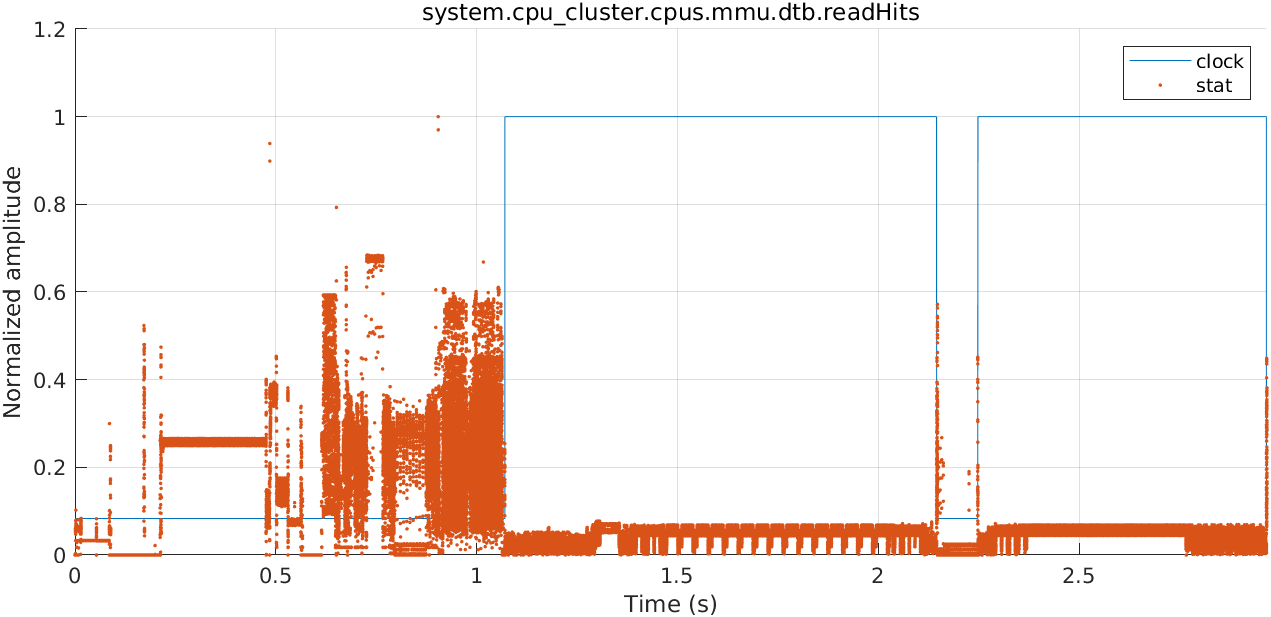 system.cpu_cluster.cpus.mmu.dtb.readHits
1.2
clock
stat
1
0.8
0.6
0.4
0.2
0
Normalized amplitude
0 0.5 1 1.5 2 2.5
Time (s)